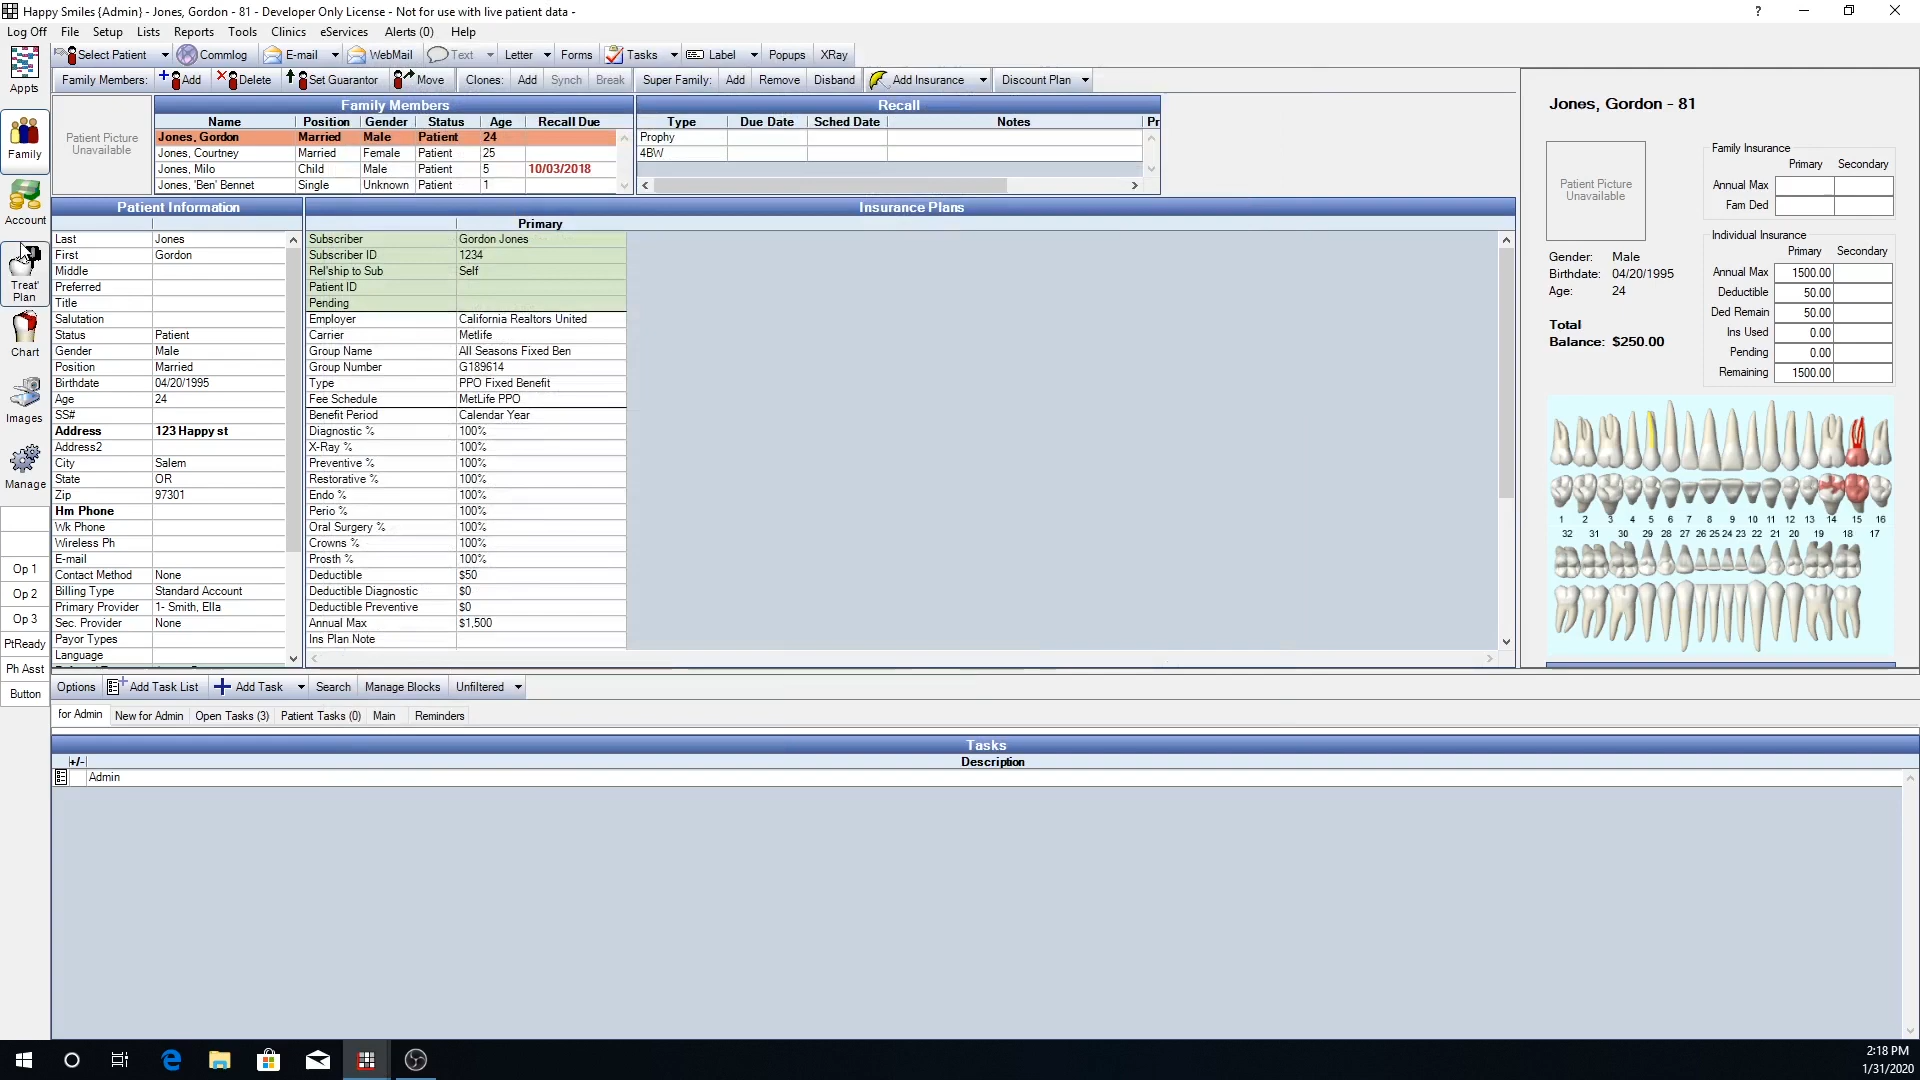 Happy Smiles {Admin} - Jones, Gordon - 81 - Developer Only License - Not for use with live patient data -
Log Off File Setup Lists Reports Tools Clinics eServices Alerts (0) Help
Select Patient Commlog E-mail WebMail Text Letter Forms Tasks Label Popups XRay
Family Members: Add Delete Set Guarantor Move Clones: Add Synch Break Super Family: Add Remove Disband Add Insurance Discount Plan
Appts
Family
Account
Treat'
Plan
Chart
Images
Manage
Op 1
Op 2
Op 3
PtReady
Ph Asst
Button
Patient Picture
Unavailable
Family Members
Name Position Gender Status Age Recall Due
Jones, Gordon Married Male Patient 24
Jones, Courtney Married Female Patient 25
Jones, Milo Child Male Patient 5 10/03/2018
Jones, 'Ben' Bennet Single Unknown Patient 1
Recall
Type Due Date Sched Date Notes Pr
Prophy
4BW
Patient Information
Last Jones
First Gordon
Middle
Preferred
Title
Salutation
Status Patient
Gender Male
Position Married
Birthdate 04/20/1995
Age 24
SS#
Address 123 Happy st
Address2
City Salem
State OR
Zip 97301
Hm Phone
Wk Phone
Wireless Ph
E-mail
Contact Method None
Billing Type Standard Account
Primary Provider 1- Smith, Ella
Sec. Provider None
Payor Types
Language
Insurance Plans
Primary
Subscriber Gordon Jones
Subscriber ID 1234
Rel'ship to Sub Self
Patient ID
Pending
Employer California Realtors United
Carrier Metlife
Group Name All Seasons Fixed Ben
Group Number G189614
Type PPO Fixed Benefit
Fee Schedule MetLife PPO
Benefit Period Calendar Year
Diagnostic % 100%
X-Ray % 100%
Preventive % 100%
Restorative % 100%
Endo % 100%
Perio % 100%
Oral Surgery % 100%
Crowns % 100%
Prosth % 100%
Deductible $50
Deductible Diagnostic $0
Deductible Preventive $0
Annual Max $1,500
Ins Plan Note
Jones, Gordon - 81
Patient Picture
Unavailable
Gender: Male
Birthdate: 04/20/1995
Age: 24
Total
Balance: $250.00
Family Insurance
Primary Secondary
Annual Max
Fam Ded
Individual Insurance
Primary Secondary
Annual Max 1500.00
Deductible 50.00
Ded Remain 50.00
Ins Used 0.00
Pending 0.00
Remaining 1500.00
1 2 3 4 5 6 7 8 9 10 11 12 13 14 15 16
32 31 30 29 28 27 26 25 24 23 22 21 20 19 18 17
Options Add Task List Add Task Search Manage Blocks Unfiltered
for Admin New for Admin Open Tasks (3) Patient Tasks (0) Main Reminders
Tasks
+/- Description
Admin
2:18 PM
1/31/2020